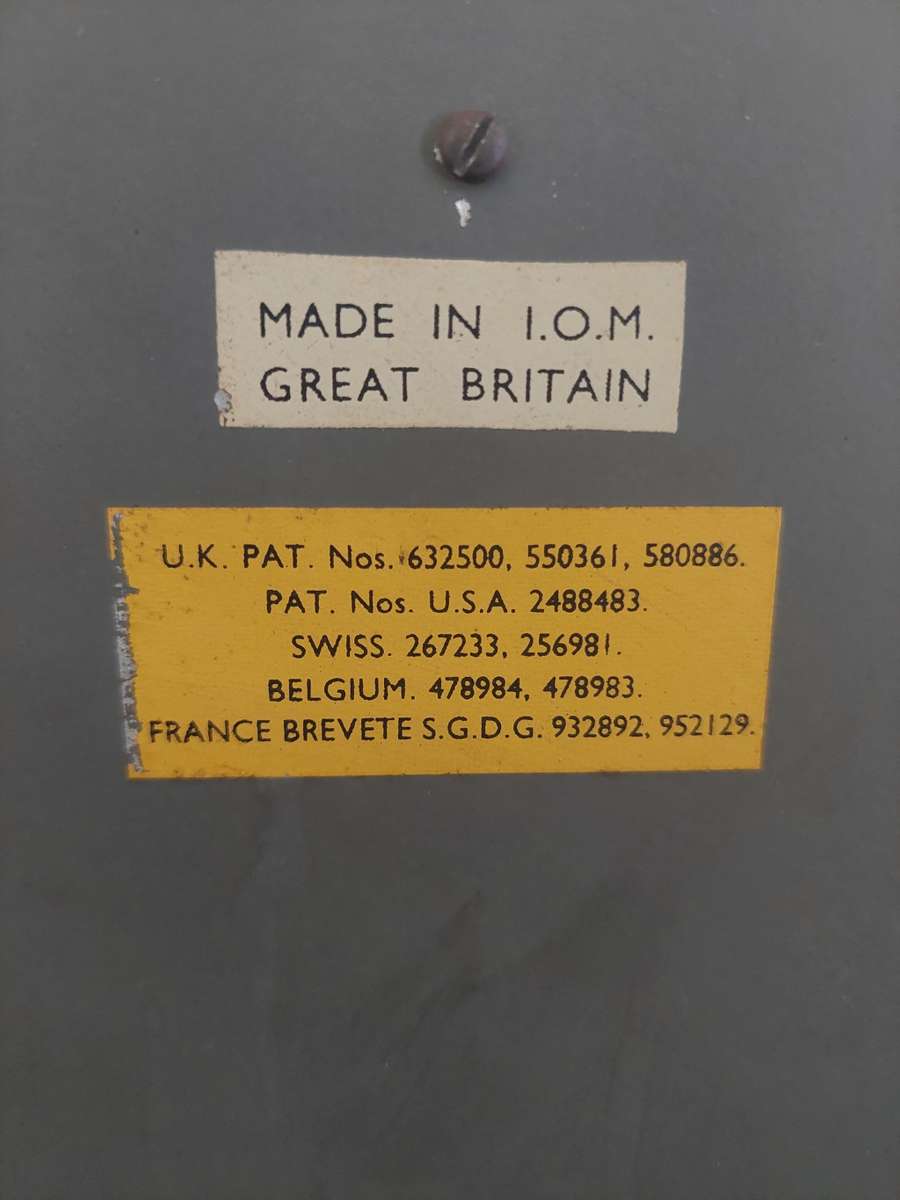 MADE IN I.O.M.
GREAT BRITAIN
U.K. PAT. Nos. 632500, 550361, 580886.
PAT. Nos. U.S.A. 2488483.
SWISS. 267233, 256981.
BELGIUM. 478984, 478983.
FRANCE BREVETE S.G.D.G. 932892, 952129.